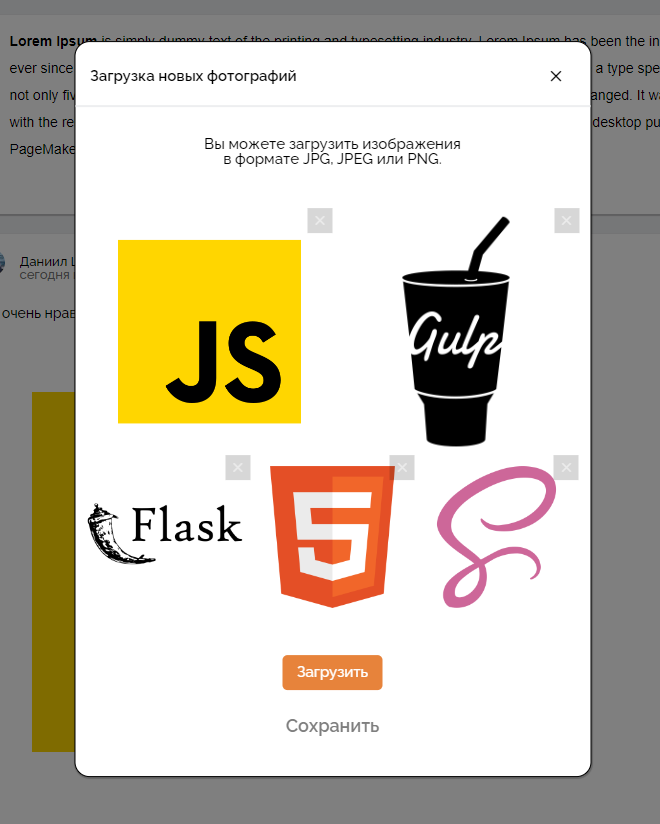 Lorem Ipsum is simply dummy text of the printing and typesetting industry. Lorem Ipsum has been the in
ever since a type spe
not only fiv anged. It wa
with the re desktop pu
PageMake
Загрузка новых фотографий
Вы можете загрузить изображения
в формате JPG, JPEG или PNG.
JS
Gulp
Flask
5
Даниил
сегодня
очень нрав
Загрузить
Сохранить